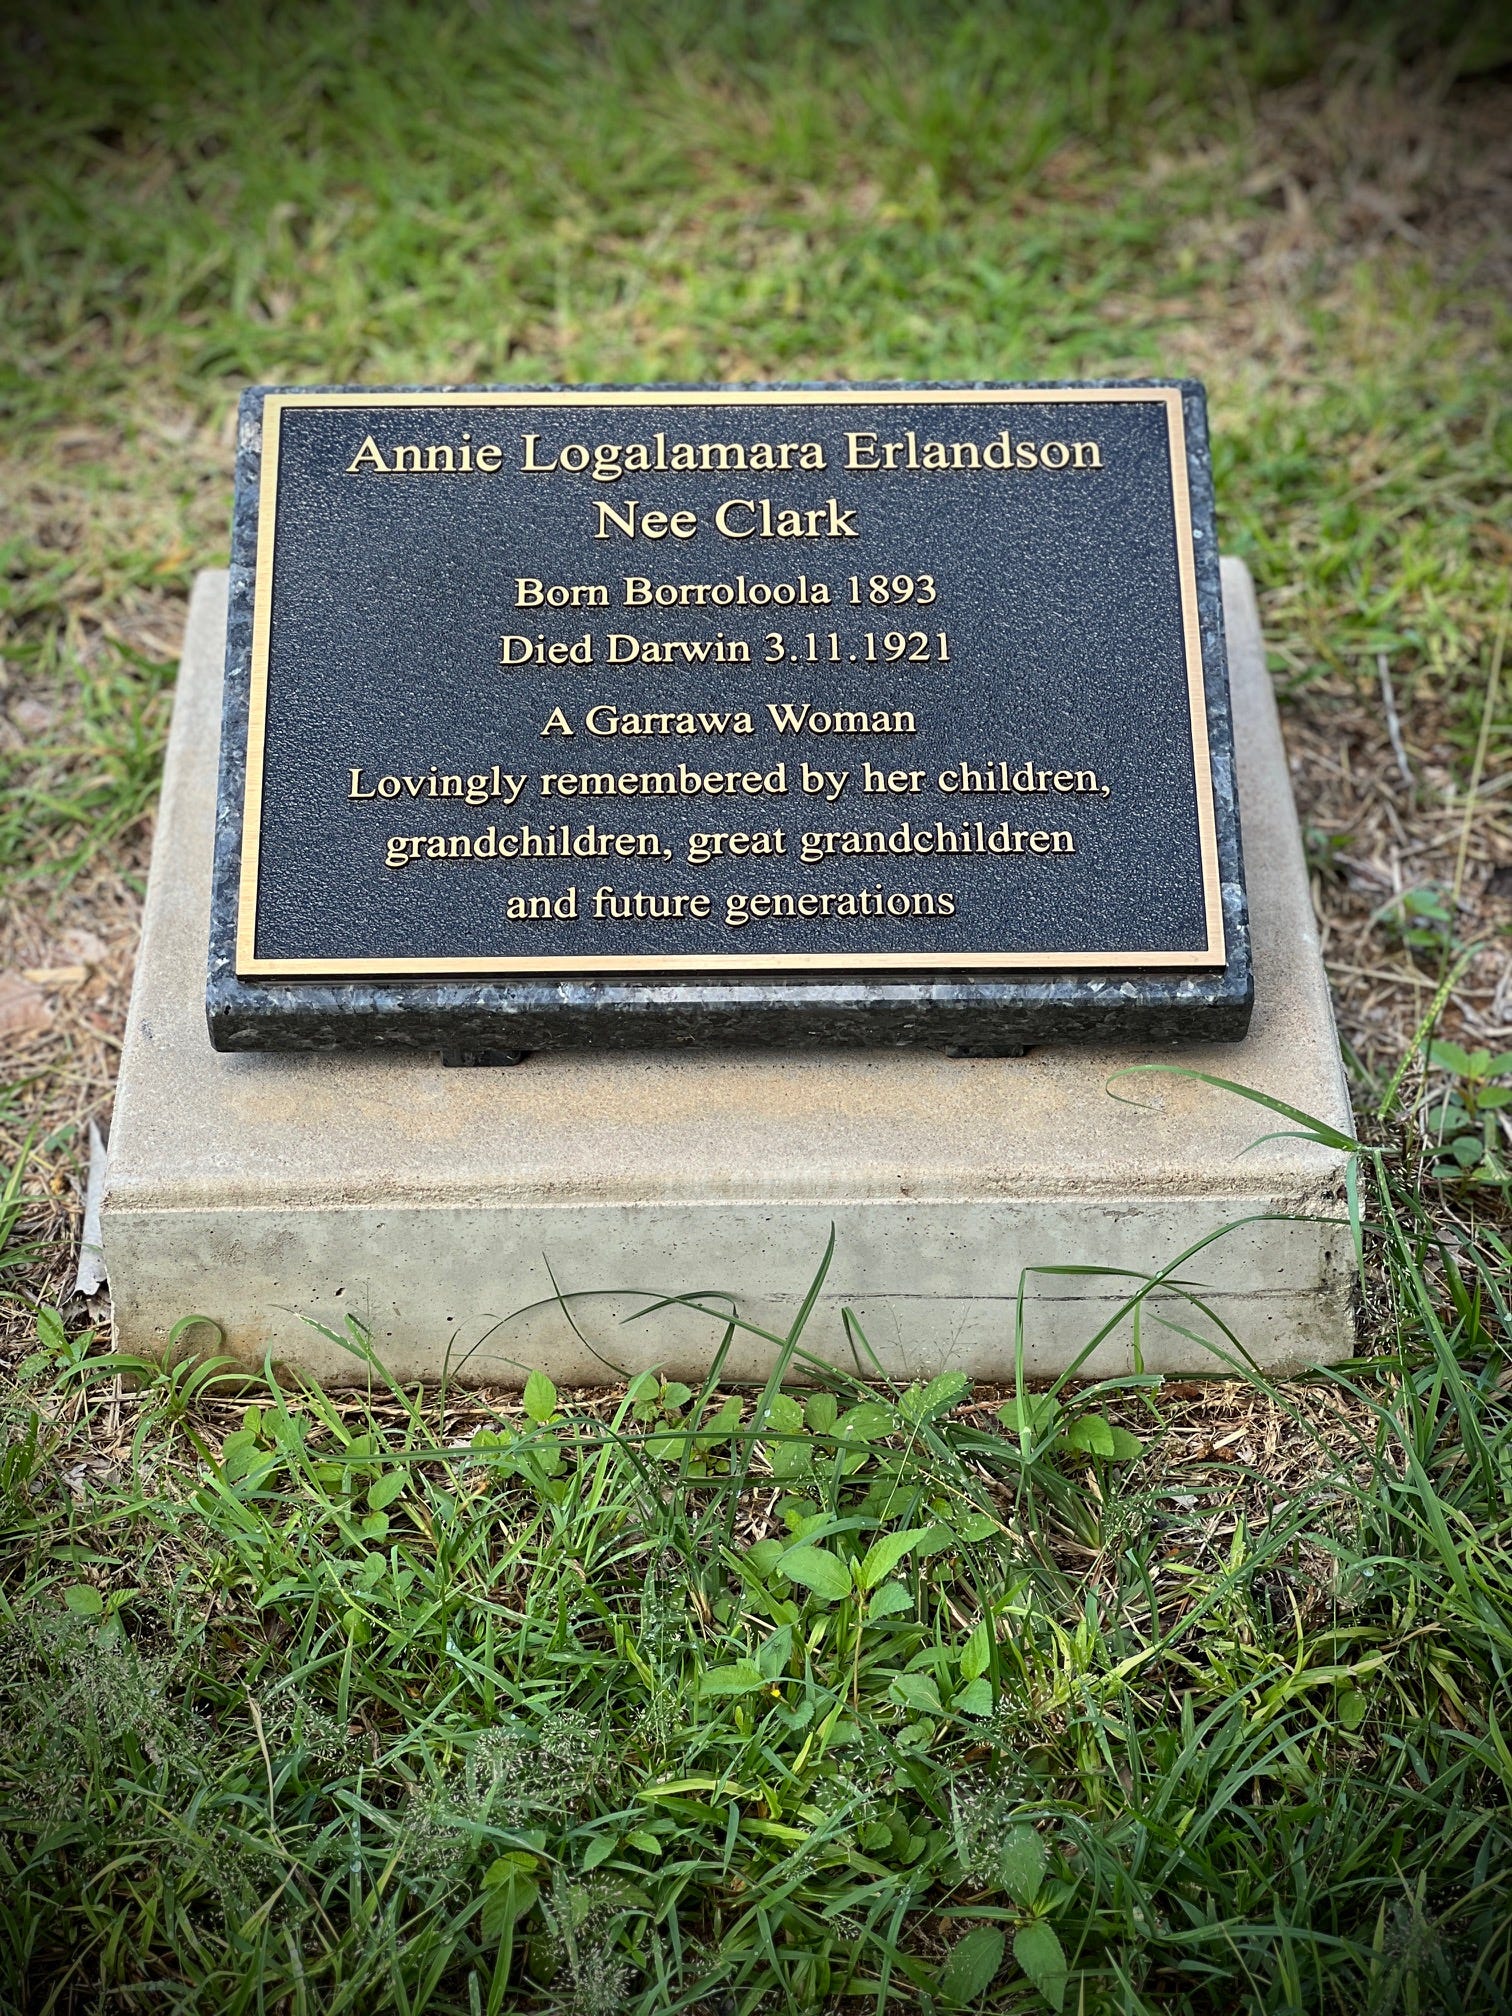 Annie Logalamara Erlandson
Nee Clark
Born Borroloola 1893
Died Darwin 3.11.1921
A Garrawa Woman
Lovingly remembered by her children,
grandchildren, great grandchildren
and future generations